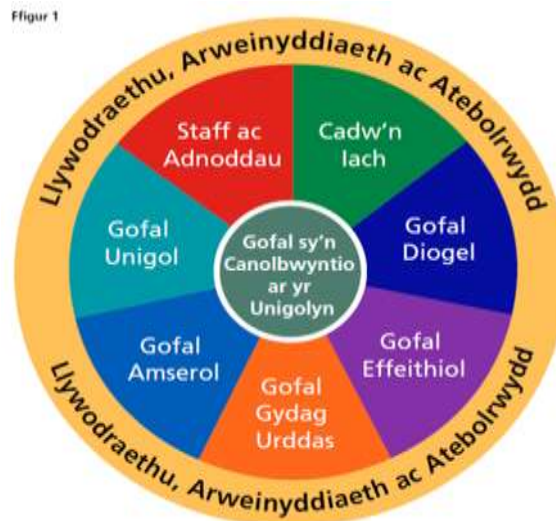 Ffigur 1
Llywodraethu, Arweinyddiaeth ac Atebolrwydd
Staff ac
Adnoddau
Cadw'n
Iach
Gofal
Unigol
Gofal sy'n
Canolbwyntio
ar yr
Unigolyn
Gofal
Diogel
Gofal
Amserol
Gofal
Effeithiol
Gofal
Gydag
Urddas
Llywodraethu, Arweinyddiaeth ac Atebolrwydd